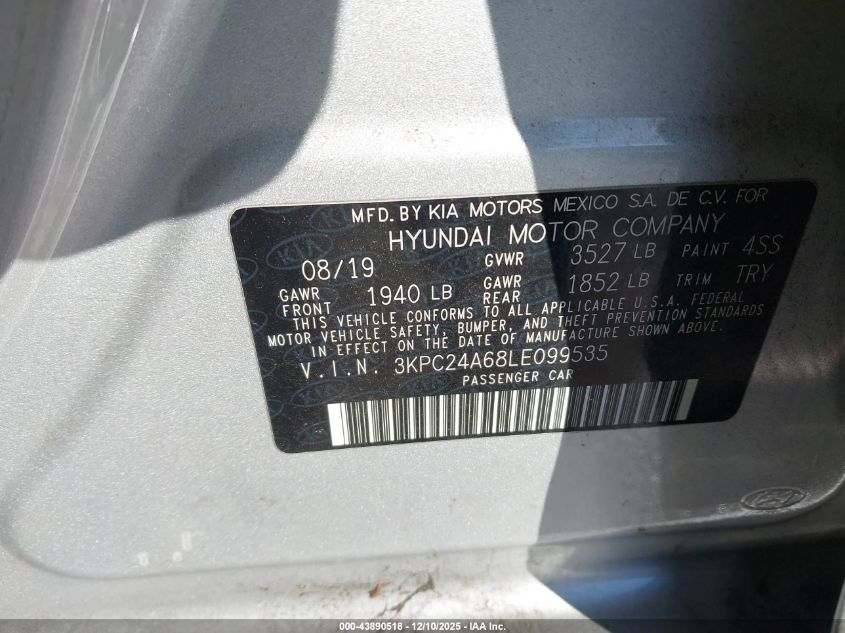 MFD. BY KIA MOTORS MEXICO S.A. DE C.V. FOR
HYUNDAI MOTOR COMPANY
08/19 GVWR 3527 LB PAINT 4SS
GAWR FRONT 1940 LB GAWR REAR 1852 LB TRIM TRY
THIS VEHICLE CONFORMS TO ALL APPLICABLE U.S.A. FEDERAL
MOTOR VEHICLE SAFETY, BUMPER, AND THEFT PREVENTION STANDARDS
IN EFFECT ON THE DATE OF MANUFACTURE SHOWN ABOVE.
V.I.N. 3KPC24A68LE099535
PASSENGER CAR
000-43890518 - 12/10/2025 - IAA Inc.